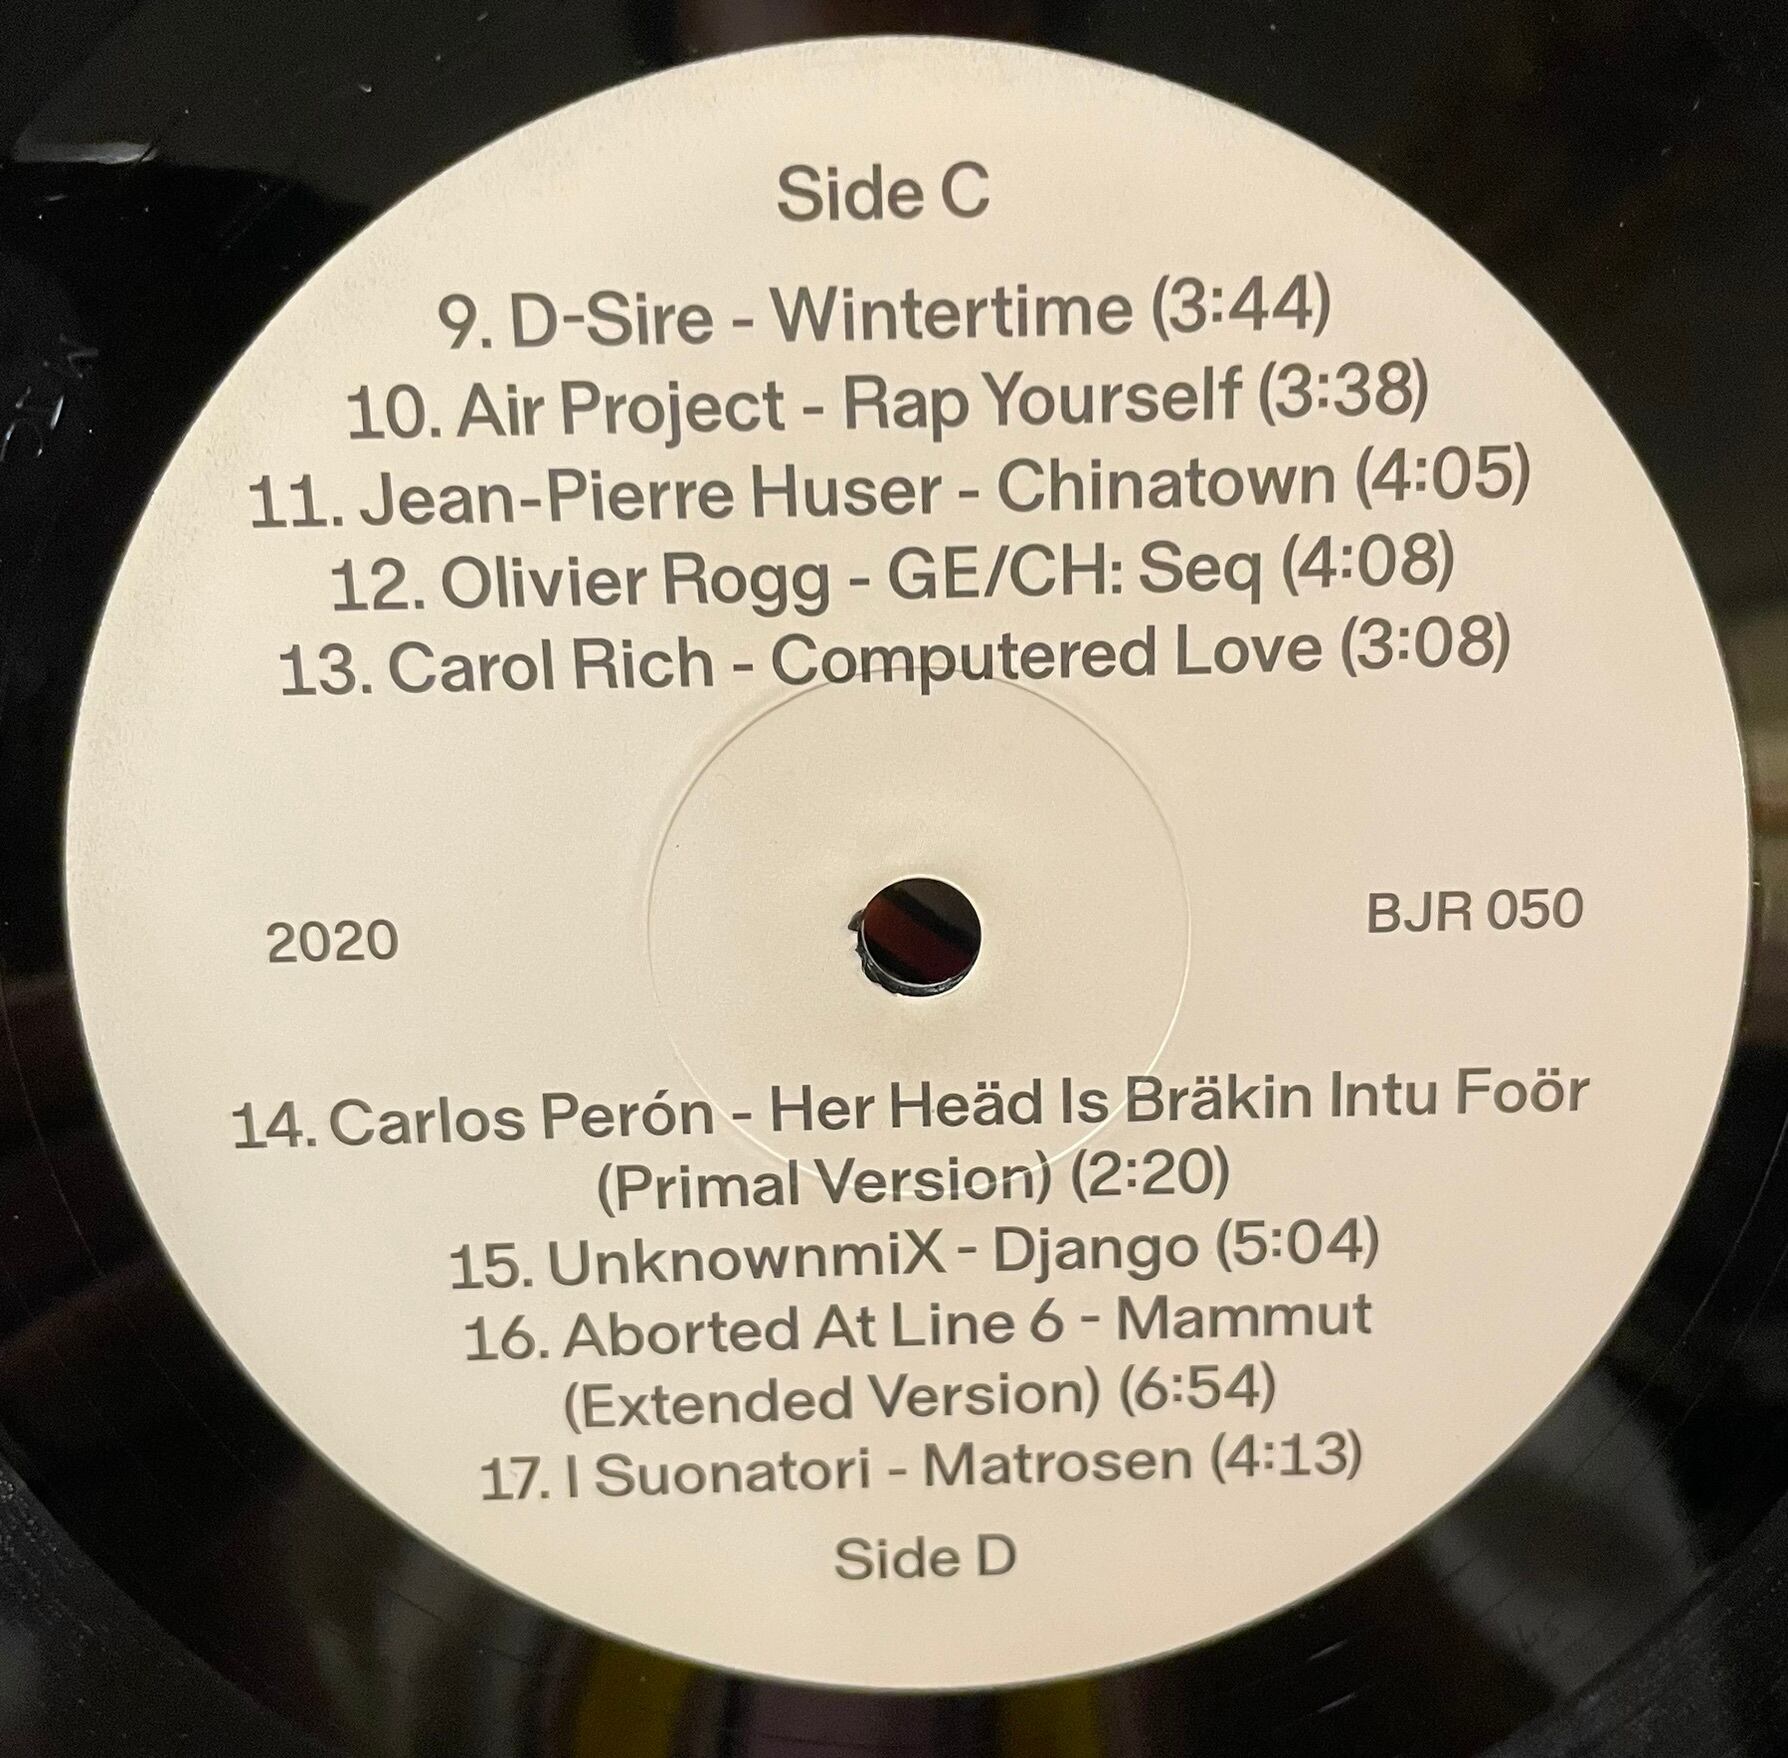 Side C
9. D-Sire - Wintertime (3:44)
10. Air Project - Rap Yourself (3:38)
11. Jean-Pierre Huser - Chinatown (4:05)
12. Olivier Rogg - GE/CH: Seq (4:08)
13. Carol Rich - Computered Love (3:08)
2020
BJR 050
14. Carlos Perón - Her Heäd Is Bräkin Intu Foör
(Primal Version) (2:20)
15. UnknownmiX - Django (5:04)
16. Aborted At Line 6 - Mammut
(Extended Version) (6:54)
17. I Suonatori - Matrosen (4:13)
Side D